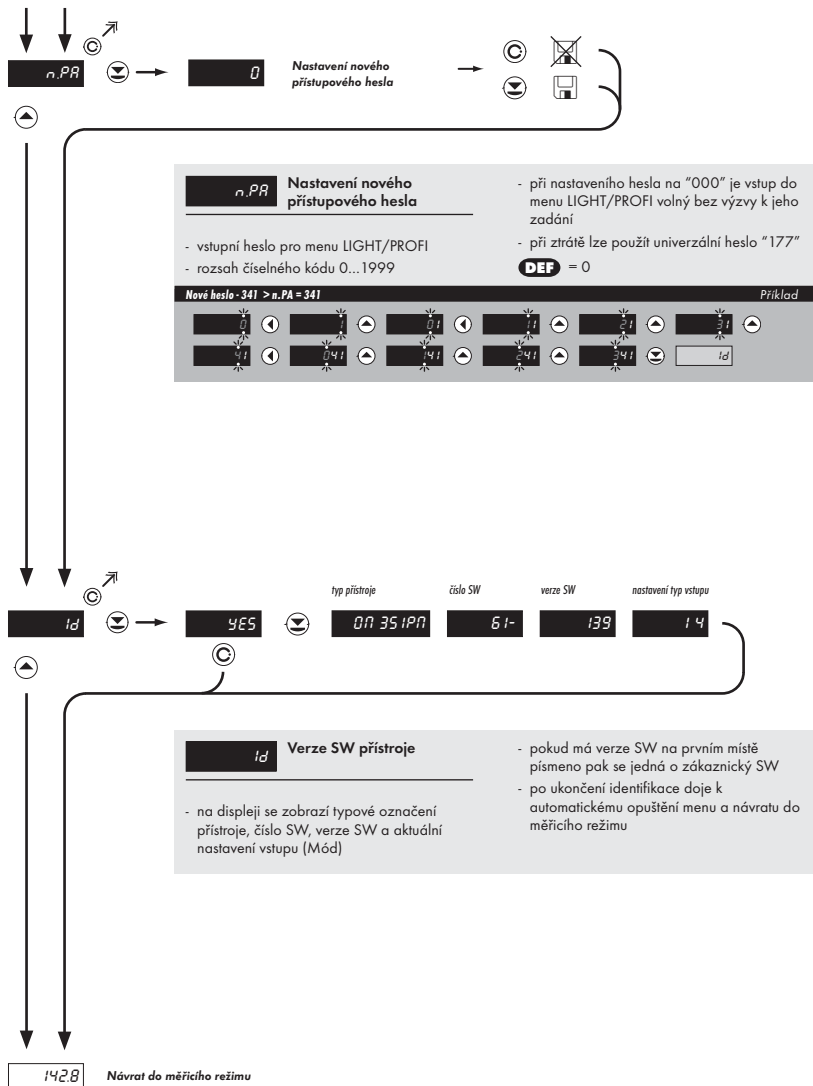 n.PA
0
Nastavení nového
přístupového hesla
n.PA
Nastavení nového
přístupového hesla
- vstupní heslo pro menu LIGHT/PROFI
- rozsah číselného kódu 0...1999
- při nastaveního hesla na "000" je vstup do
menu LIGHT/PROFI volný bez výzvy k jeho
zadání
- při ztrátě lze použít univerzální heslo "177"
DEF = 0
Nové heslo - 341 > n.PA = 341 Příklad
0 1 01 11 21 31
41 041 141 241 341 Id
typ přístroje číslo SW verze SW nastavení typ vstupu
Id YES OM 351PM 61- 139 14
Id
Verze SW přístroje
- na displeji se zobrazí typové označení
přístroje, číslo SW, verze SW a aktuální
nastavení vstupu (Mód)
- pokud má verze SW na prvním místě
písmeno pak se jedná o zákaznický SW
- po ukončení identifikace doje k
automatickému opuštění menu a návratu do
měřicího režimu
142.8 Návrat do měřicího režimu